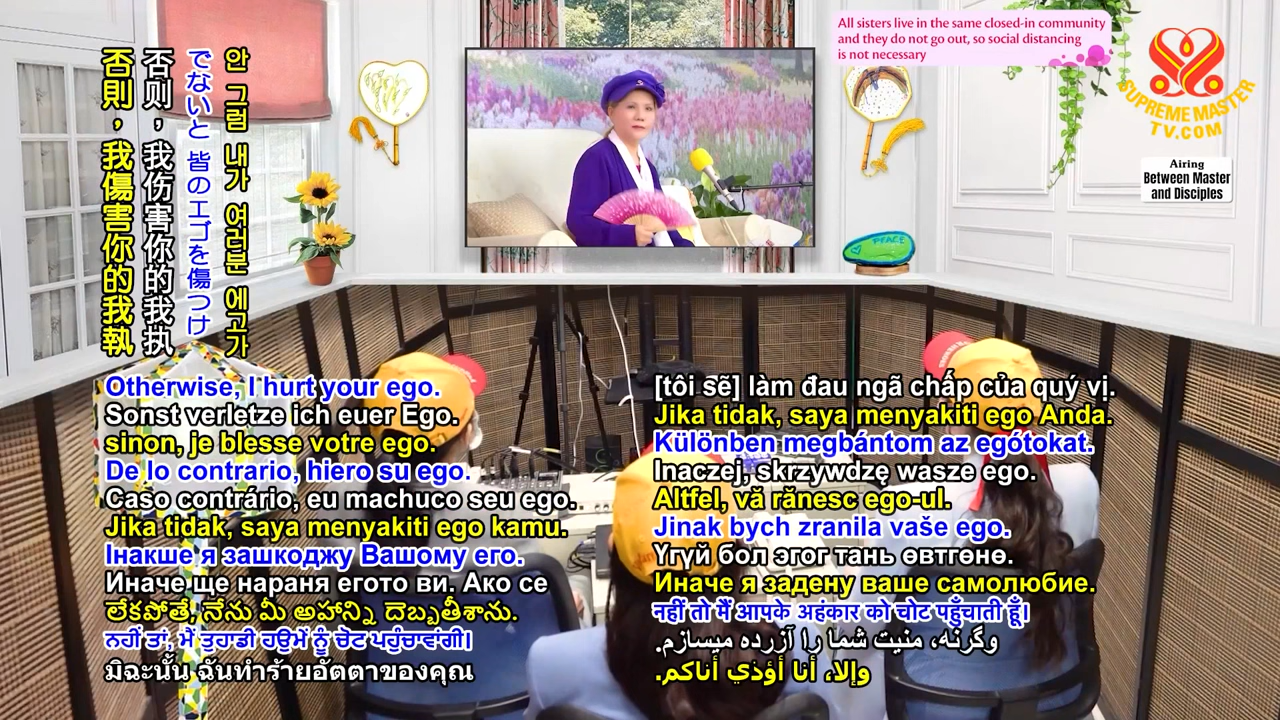 All sisters live in the same closed-in community
and they do not go out, so social distancing
is not necessary
SUPREME MASTER
TV.COM
Airing
Between Master
and Disciples
PEACE
안 그럼 내가 여러분 에고가
でないと 皆のエゴを傷つけ
否则，我伤害你的我执
否則，我傷害你的我執
Otherwise, I hurt your ego.
Sonst verletze ich euer Ego.
sinon, je blesse votre ego.
De lo contrario, hiero su ego.
Caso contrário, eu machuco seu ego.
Jika tidak, saya menyakiti ego kamu.
Інакше я зашкоджу Вашому его.
Иначе ще нараня егото ви. Ако се
లేకపోతే, నేను మీ అహాన్ని దెబ్బతీశాను.
ਨਹੀਂ ਤਾਂ, ਮੈਂ ਤੁਹਾਡੀ ਹਉਮੈਂ ਨੂੰ ਚੋਟ ਪਹੁੰਚਾਵਾਂਗੀ।
มิฉะนั้น ฉันทำร้ายอัตตาของคุณ
[tôi sẽ] làm đau ngã chấp của quý vị.
Jika tidak, saya menyakiti ego Anda.
Különben megbántom az egótokat.
Inaczej, skrzywdzę wasze ego.
Altfel, vă rănesc ego-ul.
Jinak bych zranila vaše ego.
Үгүй бол эгог тань өвтгөнө.
Иначе я задену ваше самолюбие.
नहीं तो मैं आपके अहंकार को चोट पहुँचाती हूँ।
وگرنه، منیت شما را آزرده میسازم.
وإلا، أنا أؤذي أناكم.